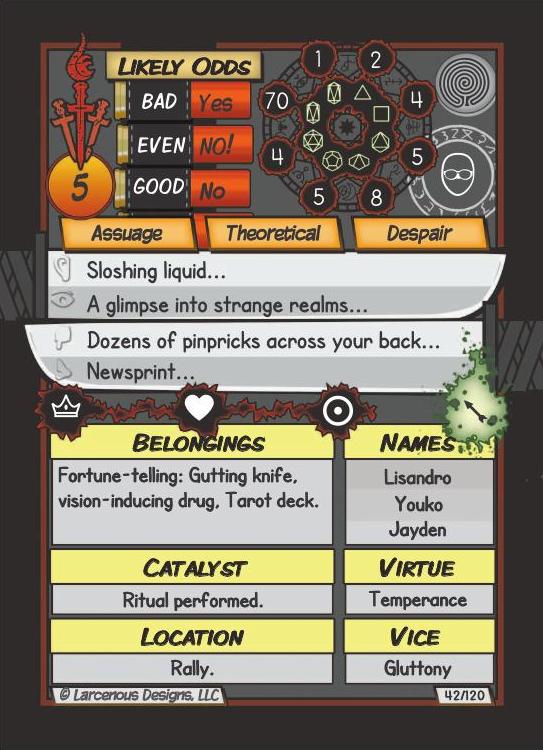 LIKELY ODDS
BAD Yes
EVEN NO!
GOOD No
5
1 2
70 4
4 5
5 8
Assuage Theoretical Despair
Sloshing liquid...
A glimpse into strange realms...
Dozens of pinpricks across your back...
Newsprint...
BELONGINGS
Fortune-telling: Gutting knife,
vision-inducing drug, Tarot deck.
NAMES
Lisandro
Youko
Jayden
CATALYST
Ritual performed.
VIRTUE
Temperance
LOCATION
Rally.
VICE
Gluttony
© Larcenous Designs, LLC
42/120